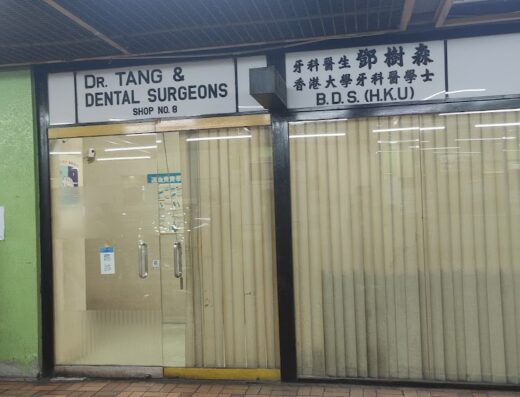 DR. TANG &
DENTAL SURGEONS
SHOP NO. 8
牙科醫生 鄧樹森
香港大學牙科醫學士
B.D.S. (H.K.U)